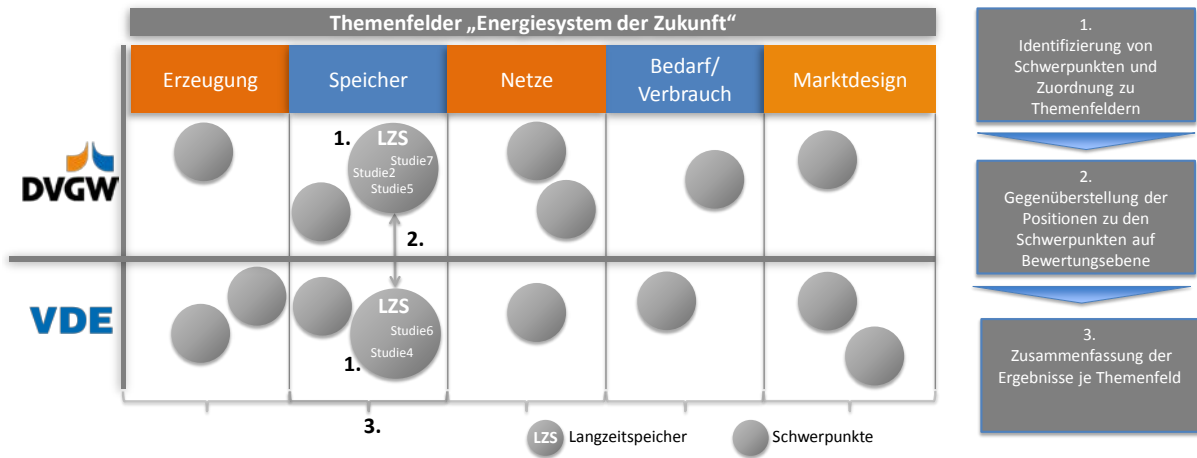 Themenfelder „Energiesystem der Zukunft“
Erzeugung
Speicher
Netze
Bedarf/
Verbrauch
Marktdesign
DVGW
1.
LZS
Studie7
Studie2
Studie5
2.
VDE
LZS
Studie6
Studie4
1.
3.
LZS Langzeitspeicher
Schwerpunkte
1.
Identifizierung von
Schwerpunkten und
Zuordnung zu
Themenfeldern
2.
Gegenüberstellung der
Positionen zu den
Schwerpunkten auf
Bewertungsebene
3.
Zusammenfassung der
Ergebnisse je Themenfeld